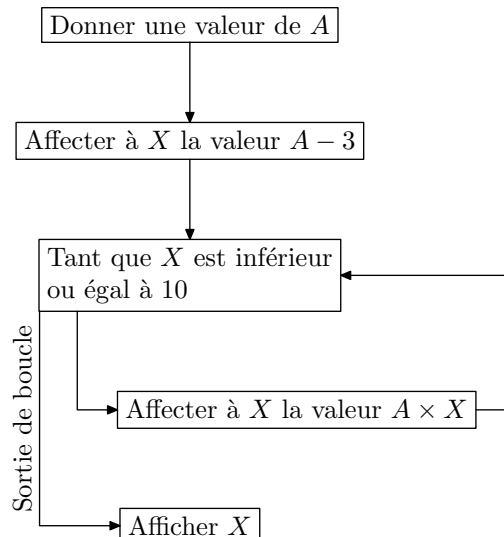 Donner une valeur de A
Affecter à X la valeur A − 3
Tant que X est inférieur
ou égal à 10
Sortie de boucle
Affecter à X la valeur A × X
Afficher X